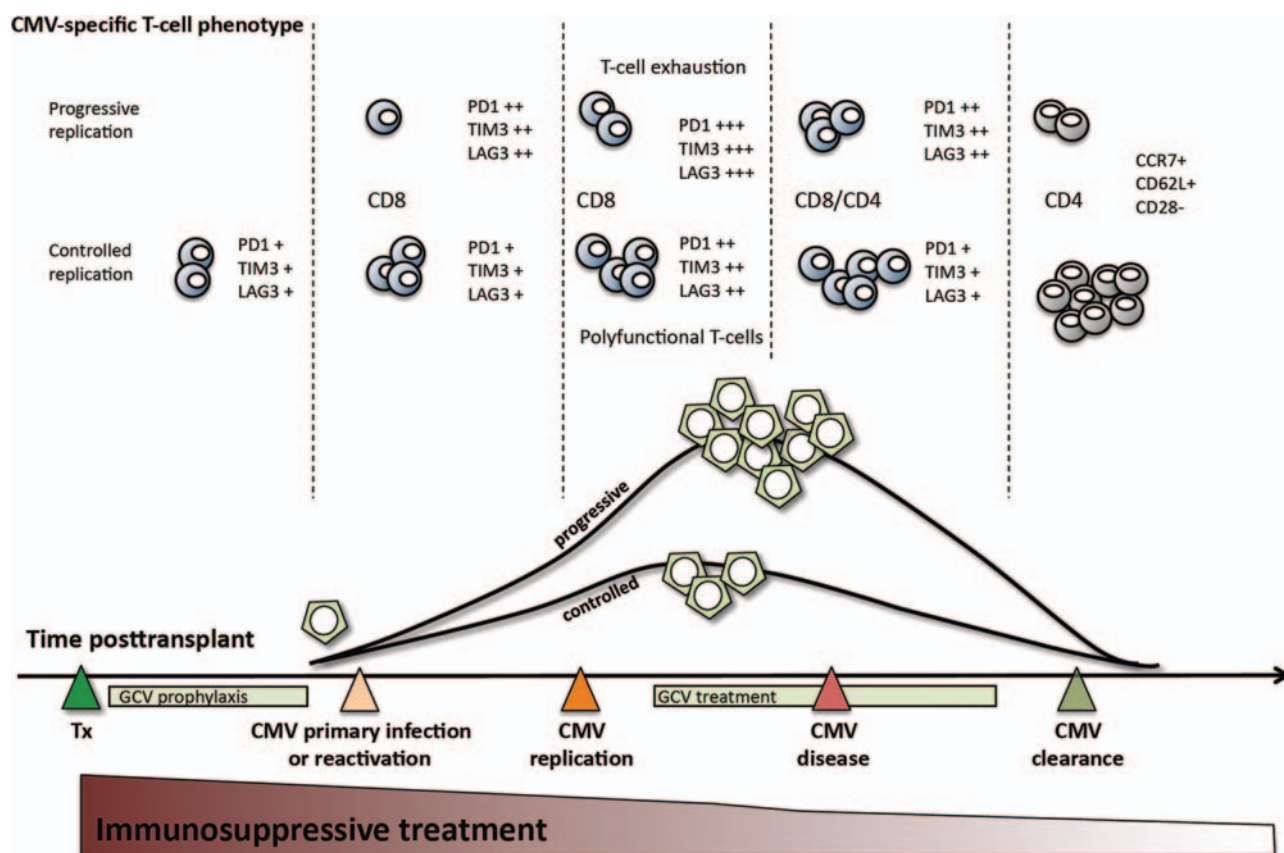 CMV-specific T-cell phenotype
T-cell exhaustion
Progressive
replication
PD1 ++
TIM3 ++
LAG3 ++
PD1 +++
TIM3 +++
LAG3 +++
PD1 ++
TIM3 ++
LAG3 ++
CCR7+
CD62L+
CD28-
CD8
CD8
CD8/CD4
CD4
Controlled
replication
PD1 +
TIM3 +
LAG3 +
PD1 +
TIM3 +
LAG3 +
PD1 ++
TIM3 ++
LAG3 ++
PD1 +
TIM3 +
LAG3 +
Polyfunctional T-cells
progressive
controlled
Time posttransplant
GCV prophylaxis
GCV treatment
Tx
CMV primary infection
or reactivation
CMV
replication
CMV
disease
CMV
clearance
Immunosuppressive treatment